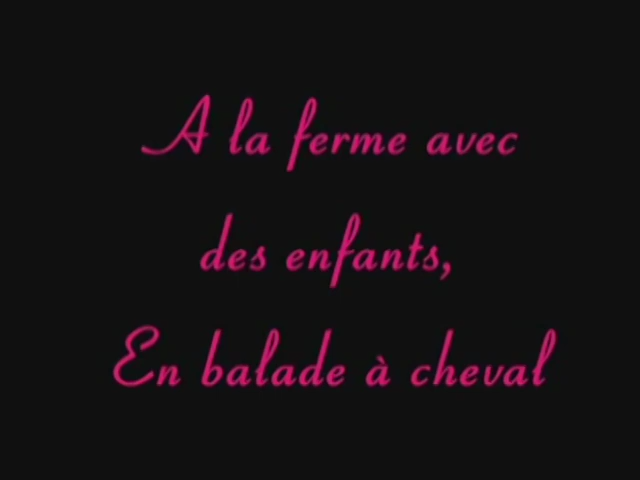 A la ferme avec
des enfants,
En balade à cheval